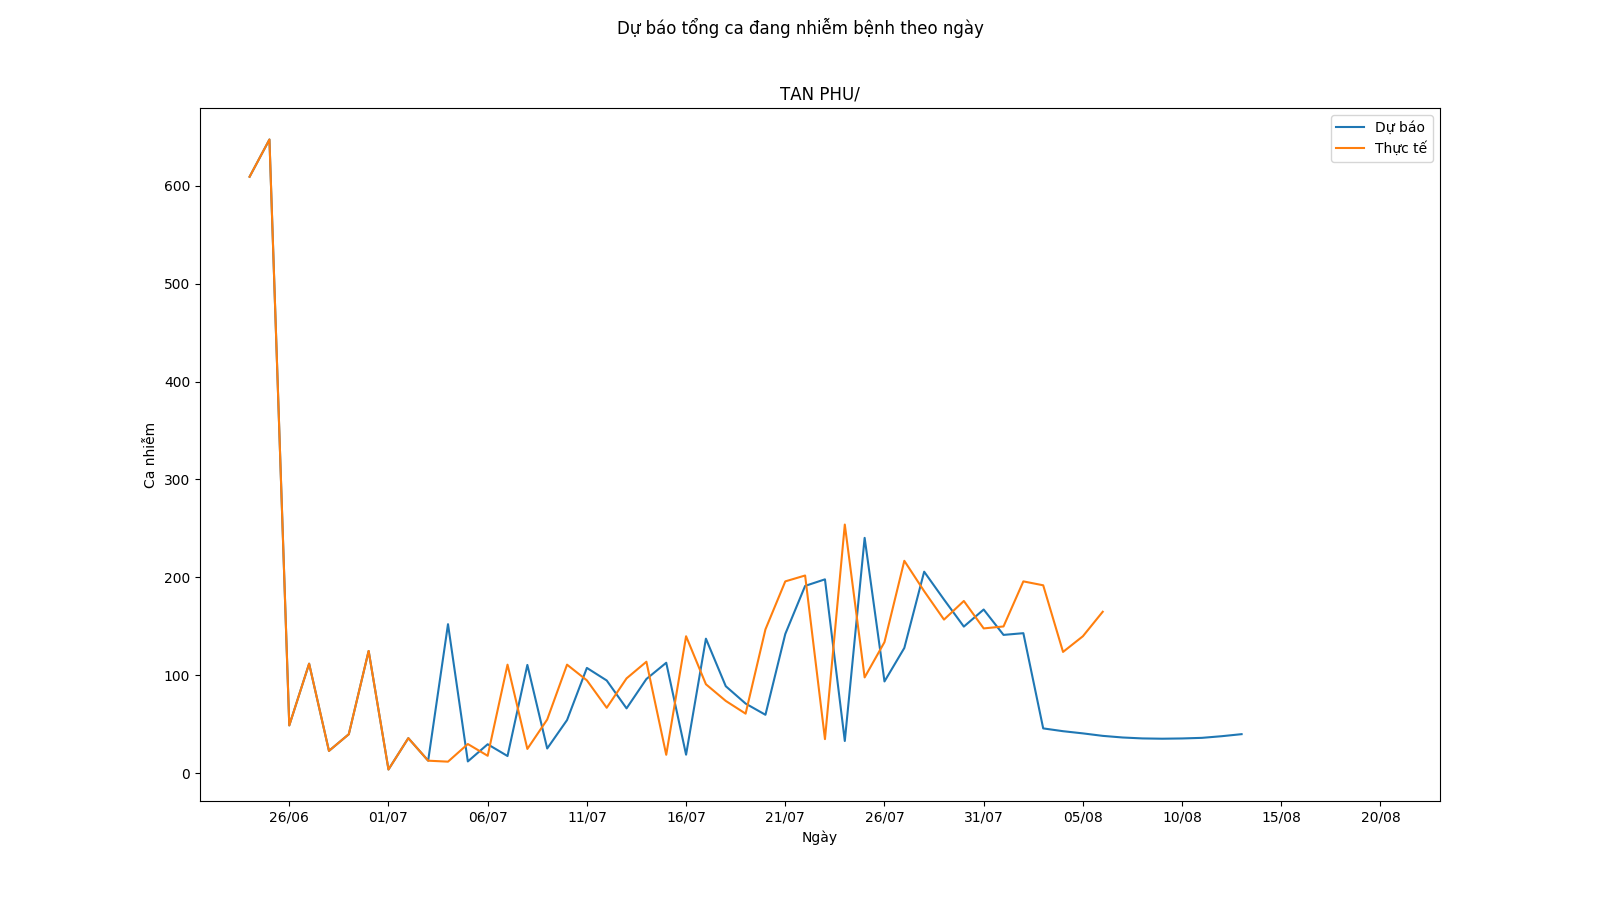 Dự báo tổng ca đang nhiễm bệnh theo ngày
TAN PHU/
Dự báo
Thực tế
600
500
400
300
200
100
0
Ca nhiễm
26/06 01/07 06/07 11/07 16/07 21/07 26/07 31/07 05/08 10/08 15/08 20/08
Ngày